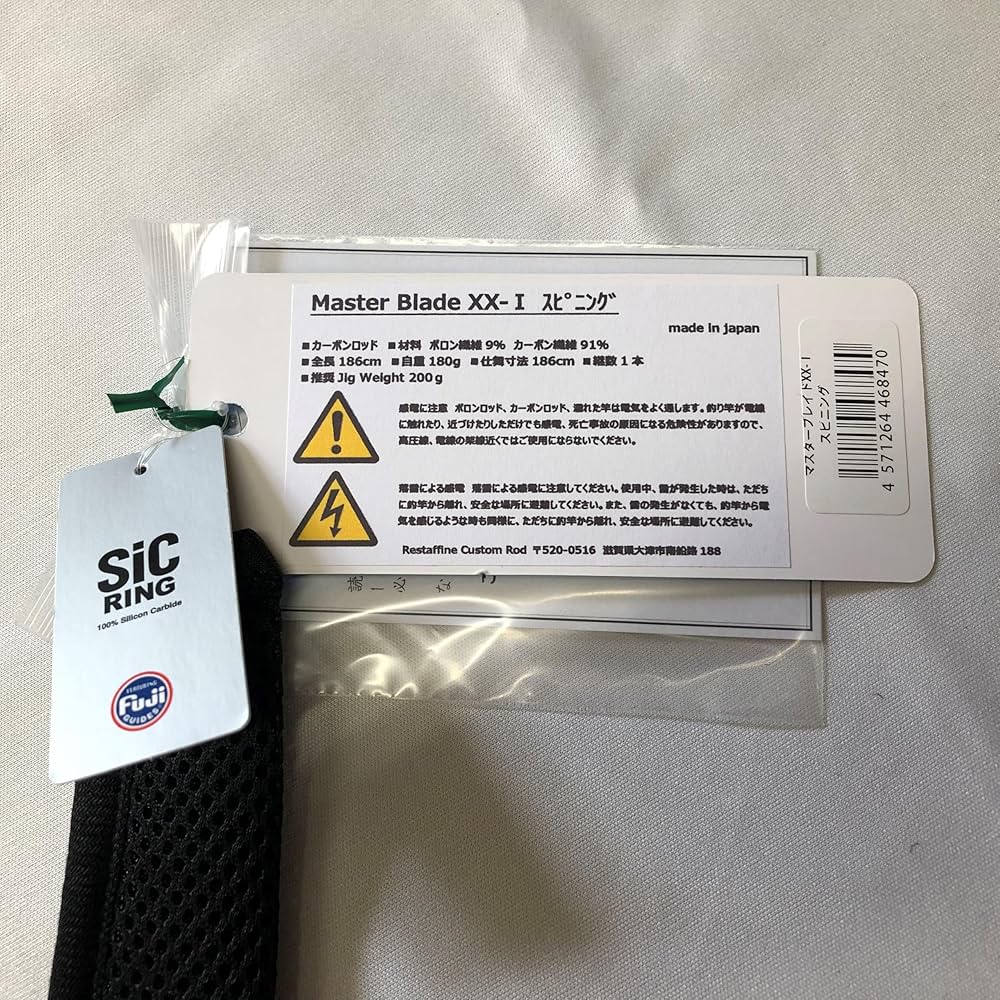 Master Blade XX-Ⅰ ｽﾋﾟﾆﾝｸﾞ
made in japan
■カーボンロッド ■材料 ボロン繊維 9% カーボン繊維 91%
■全長 186cm ■自重 180g ■仕舞寸法 186cm ■継数 1 本
■推奨 Jig Weight 200g
感電に注意 ボロンロッド、カーボンロッド、濡れた竿は電気をよく通します。釣り竿が電線
に触れたり、近づけたりしただけでも感電、死亡事故の原因になる危険性がありますので、
高圧線、電線の架線近くではご使用にならないでください。
落雷による感電 落雷による感電に注意してください。使用中、雷が発生した時は、ただち
に釣竿から離れ、安全な場所に避難してください。また、雷の発生がなくても、釣竿から電
気を感じるような時も同様に、ただちに釣竿から離れ、安全な場所に避難してください。
Restaffine Custom Rod 〒520-0516 滋賀県大津市南船路 188
マスターブレイドXX-Ⅰ
スピニング
4 571264 468470
SiC
RING
100% Silicon Carbide
FEATURING
Fuji
GUIDES
読
必
な